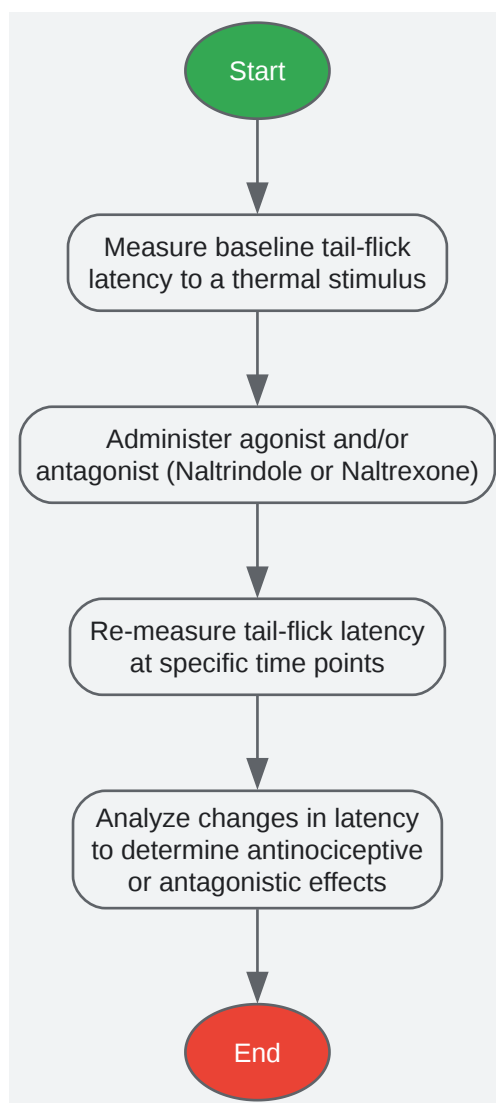 Start
Measure baseline tail-flick
latency to a thermal stimulus
Administer agonist and/or
antagonist (Naltrindole or Naltrexone)
Re-measure tail-flick latency
at specific time points
Analyze changes in latency
to determine antinociceptive
or antagonistic effects
End